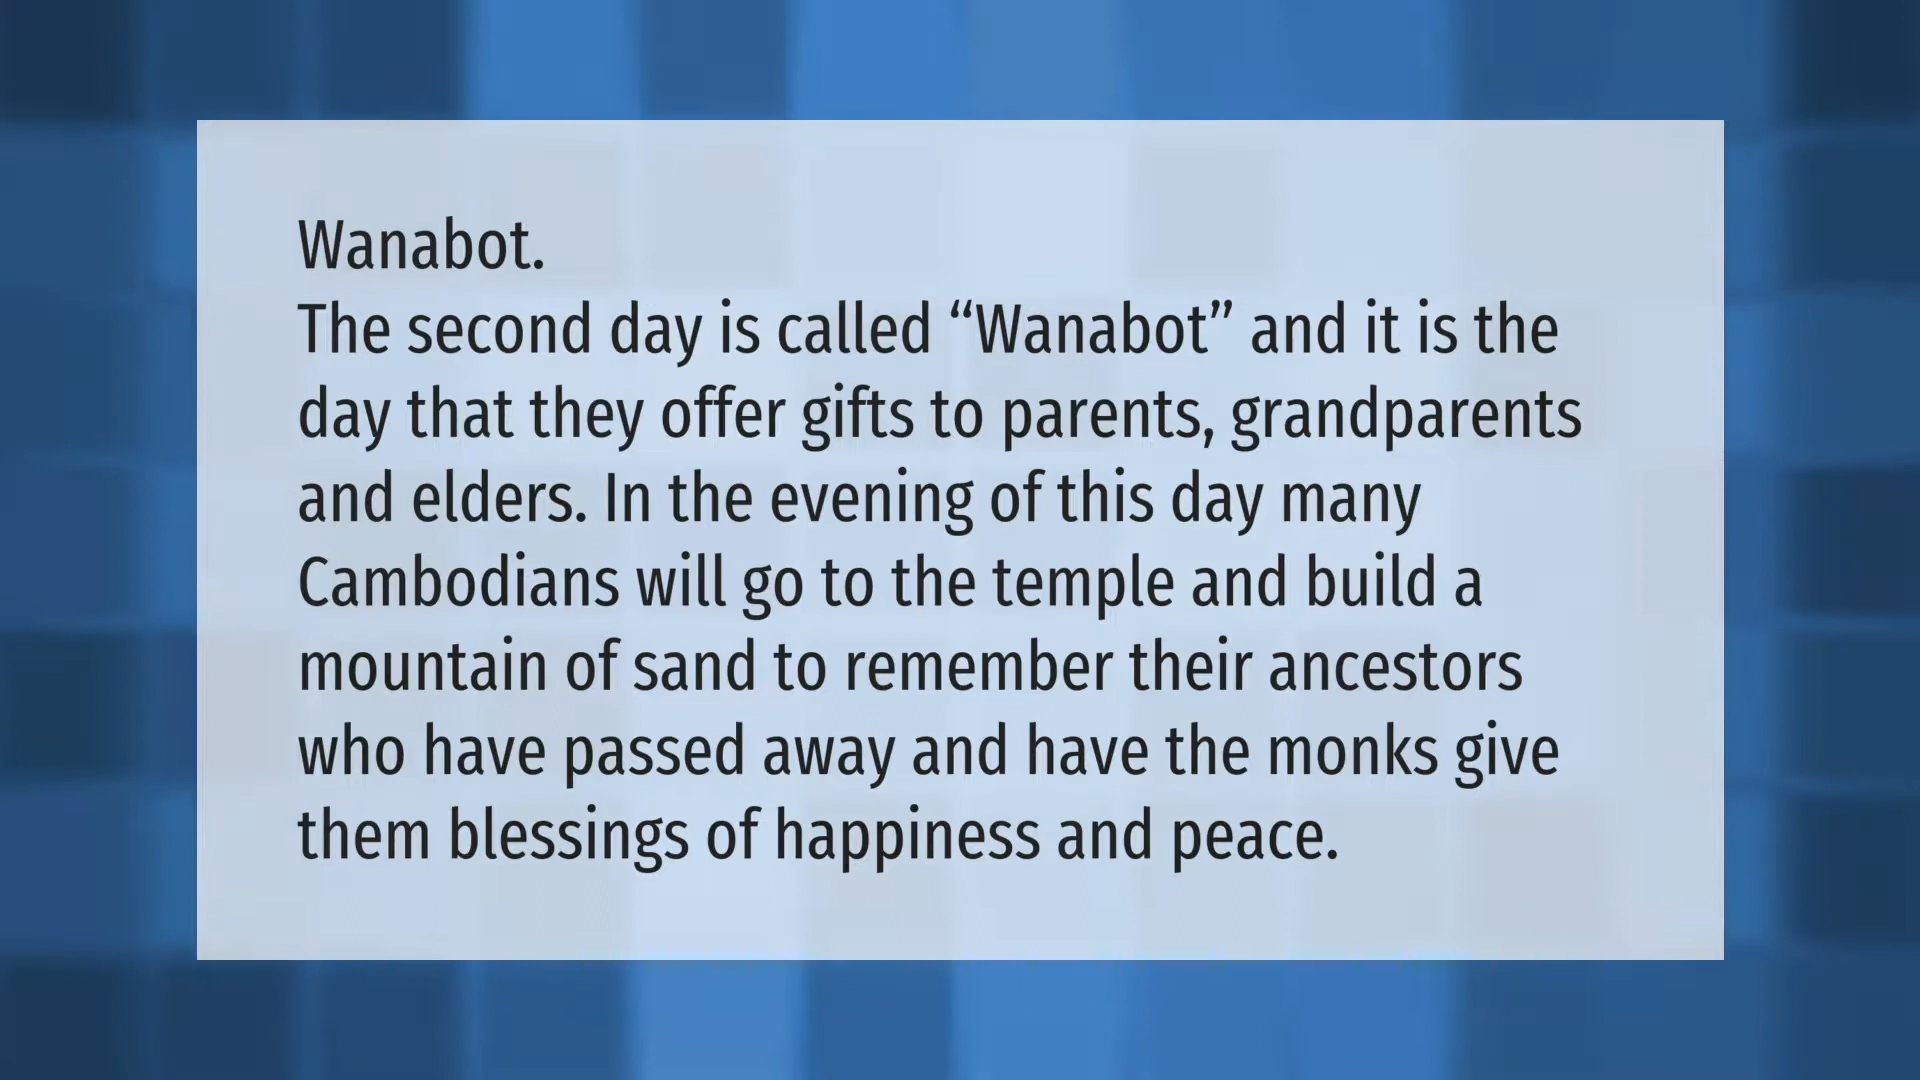 Wanabot.
The second day is called “Wanabot” and it is the
day that they offer gifts to parents, grandparents
and elders. In the evening of this day many
Cambodians will go to the temple and build a
mountain of sand to remember their ancestors
who have passed away and have the monks give
them blessings of happiness and peace.